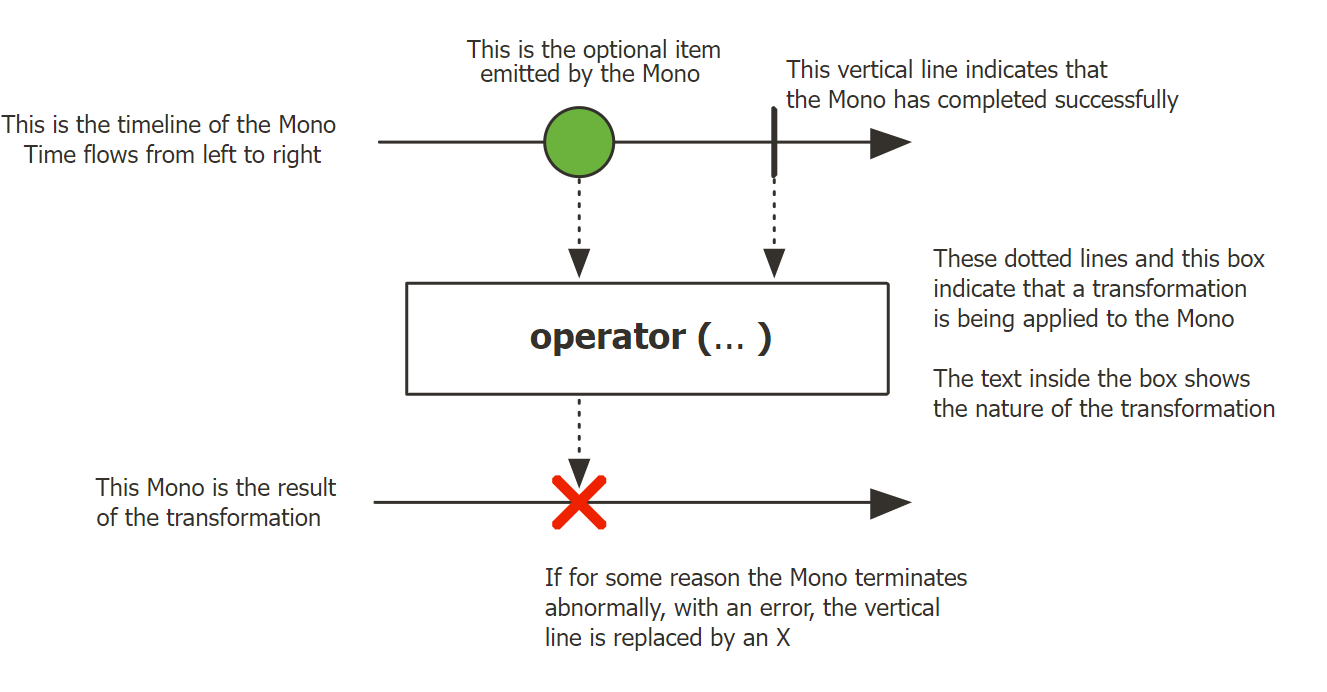 This is the optional item
emitted by the Mono
This vertical line indicates that
the Mono has completed successfully
This is the timeline of the Mono
Time flows from left to right
These dotted lines and this box
indicate that a transformation
is being applied to the Mono
operator (... )
The text inside the box shows
the nature of the transformation
This Mono is the result
of the transformation
If for some reason the Mono terminates
abnormally, with an error, the vertical
line is replaced by an X